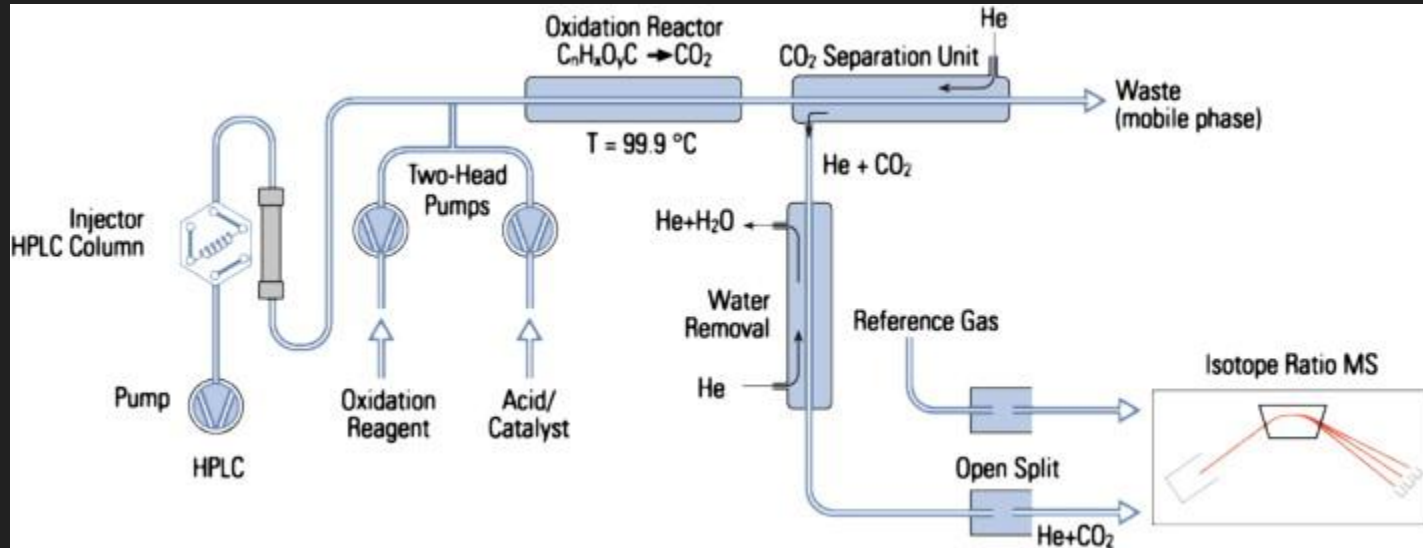 Oxidation Reactor
CₙHₓOᵧC →CO₂
T = 99.9 °C
He
CO₂ Separation Unit
Waste
(mobile phase)
He + CO₂
Two-Head
Pumps
Injector
HPLC Column
He+H₂O
Water
Removal
He
Reference Gas
Isotope Ratio MS
Pump
HPLC
Oxidation
Reagent
Acid/
Catalyst
Open Split
He+CO₂